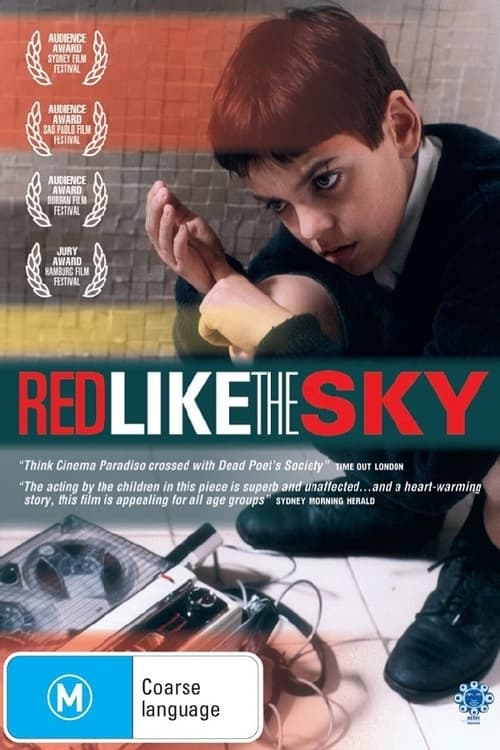 AUDIENCE
AWARD
SYDNEY FILM
FESTIVAL
AUDIENCE
AWARD
SAO PAOLO FILM
FESTIVAL
AUDIENCE
AWARD
DURBAN FILM
FESTIVAL
JURY
AWARD
HAMBURG FILM
FESTIVAL
RED LIKE THE SKY
"Think Cinema Paradiso crossed with Dead Poet's Society" TIME OUT LONDON
"The acting by the children in this piece is superb and unaffected...and a heart-warming
story, this film is appealing for all age groups" SYDNEY MORNING HERALD
M
Coarse
language